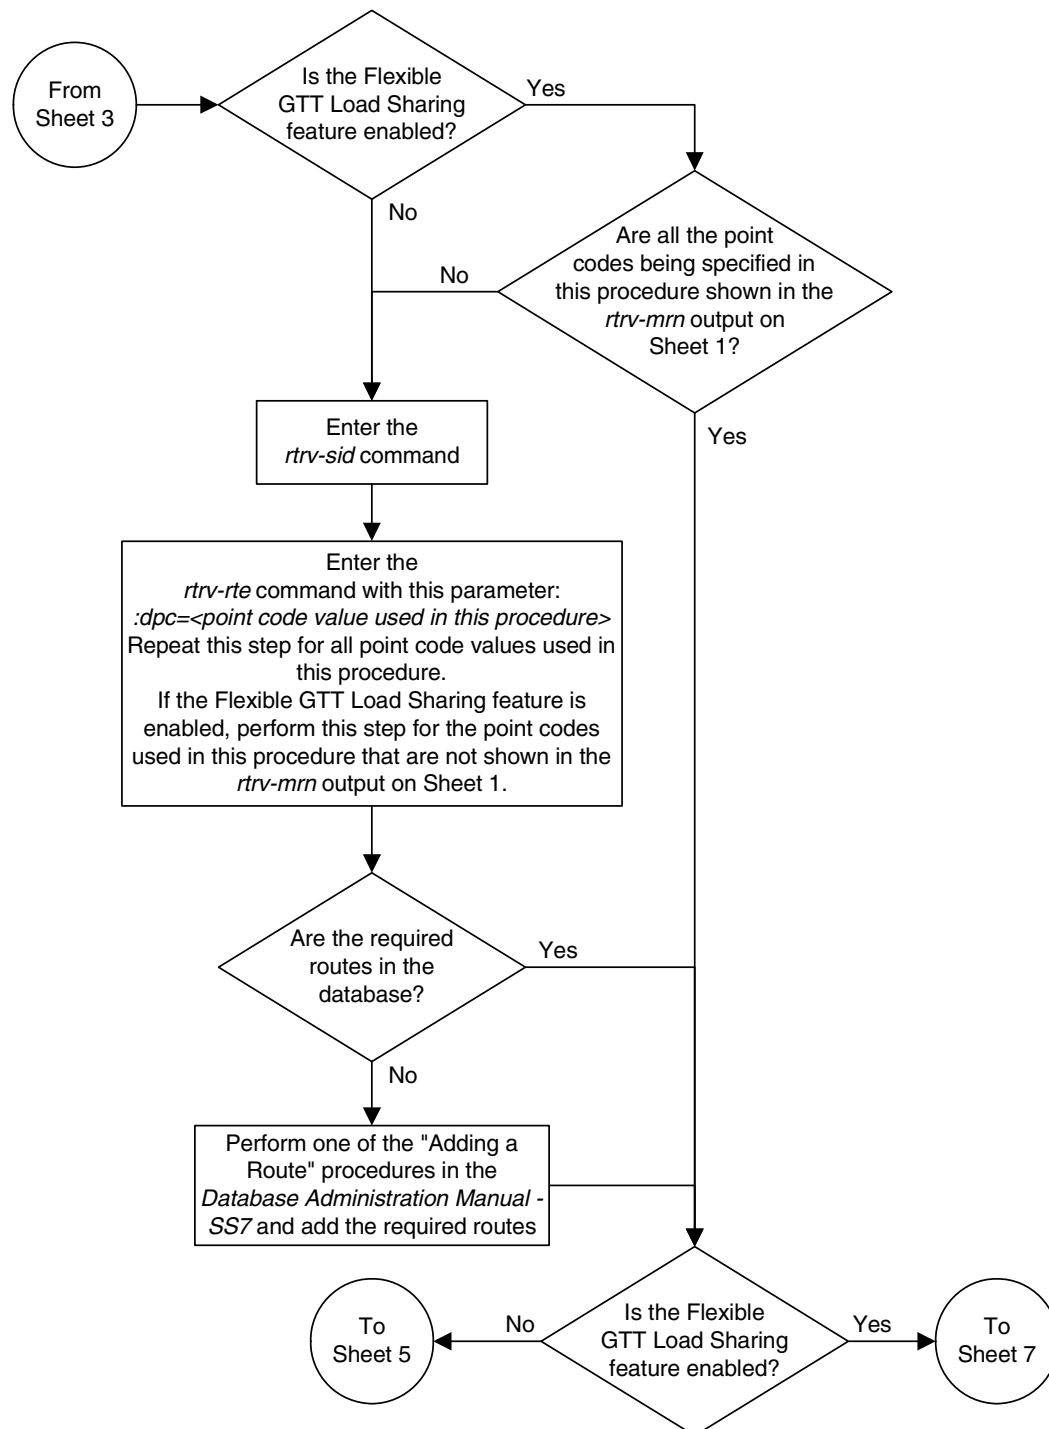 From
Sheet 3
Is the Flexible
GTT Load Sharing
feature enabled?
Yes
No
Are all the point
codes being specified in
this procedure shown in the
rtrv-mrn output on
Sheet 1?
No
Yes
Enter the
rtrv-sid command
Enter the
rtrv-rte command with this parameter:
:dpc=<point code value used in this procedure>
Repeat this step for all point code values used in
this procedure.
If the Flexible GTT Load Sharing feature is
enabled, perform this step for the point codes
used in this procedure that are not shown in the
rtrv-mrn output on Sheet 1.
Are the required
routes in the
database?
Yes
No
Perform one of the "Adding a
Route" procedures in the
Database Administration Manual -
SS7 and add the required routes
Is the Flexible
GTT Load Sharing
feature enabled?
No
Yes
To
Sheet 5
To
Sheet 7